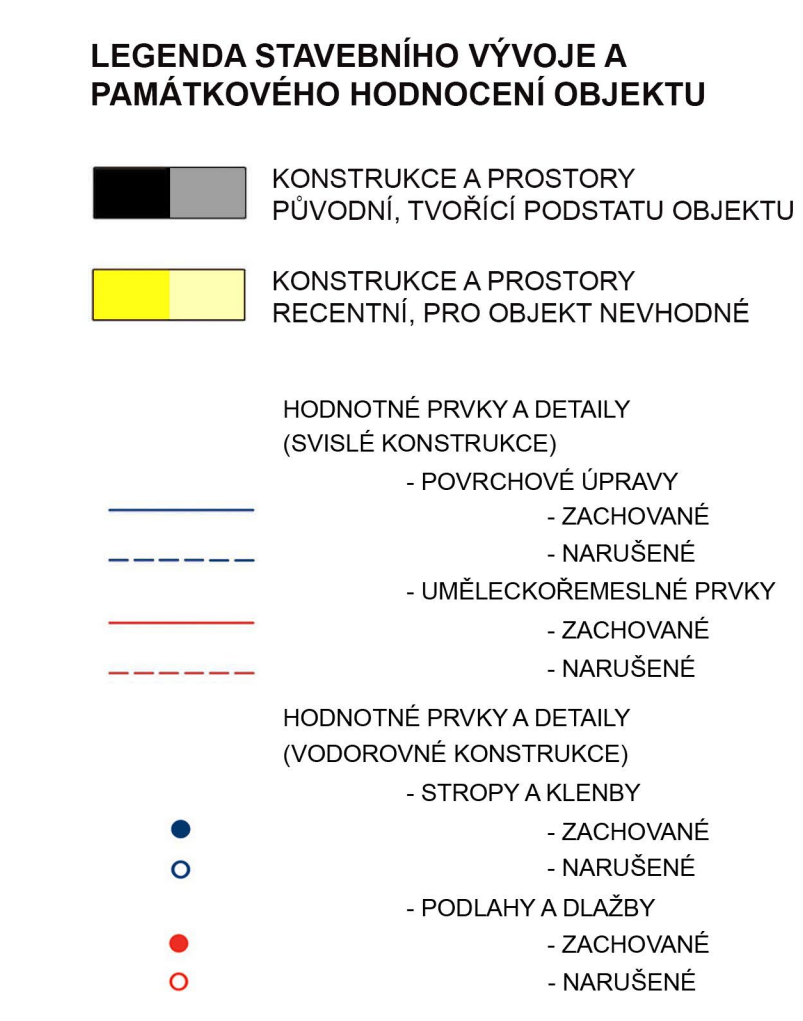 LEGENDA STAVEBNÍHO VÝVOJE A
PAMÁTKOVÉHO HODNOCENÍ OBJEKTU
KONSTRUKCE A PROSTORY
PŮVODNÍ, TVOŘÍCÍ PODSTATU OBJEKTU
KONSTRUKCE A PROSTORY
RECENTNÍ, PRO OBJEKT NEVHODNÉ
HODNOTNÉ PRVKY A DETAILY
(SVISLÉ KONSTRUKCE)
- POVRCHOVÉ ÚPRAVY
- ZACHOVANÉ
- NARUŠENÉ
- UMĚLECKOŘEMESLNÉ PRVKY
- ZACHOVANÉ
- NARUŠENÉ
HODNOTNÉ PRVKY A DETAILY
(VODOROVNÉ KONSTRUKCE)
- STROPY A KLENBY
- ZACHOVANÉ
- NARUŠENÉ
- PODLAHY A DLAŽBY
- ZACHOVANÉ
- NARUŠENÉ